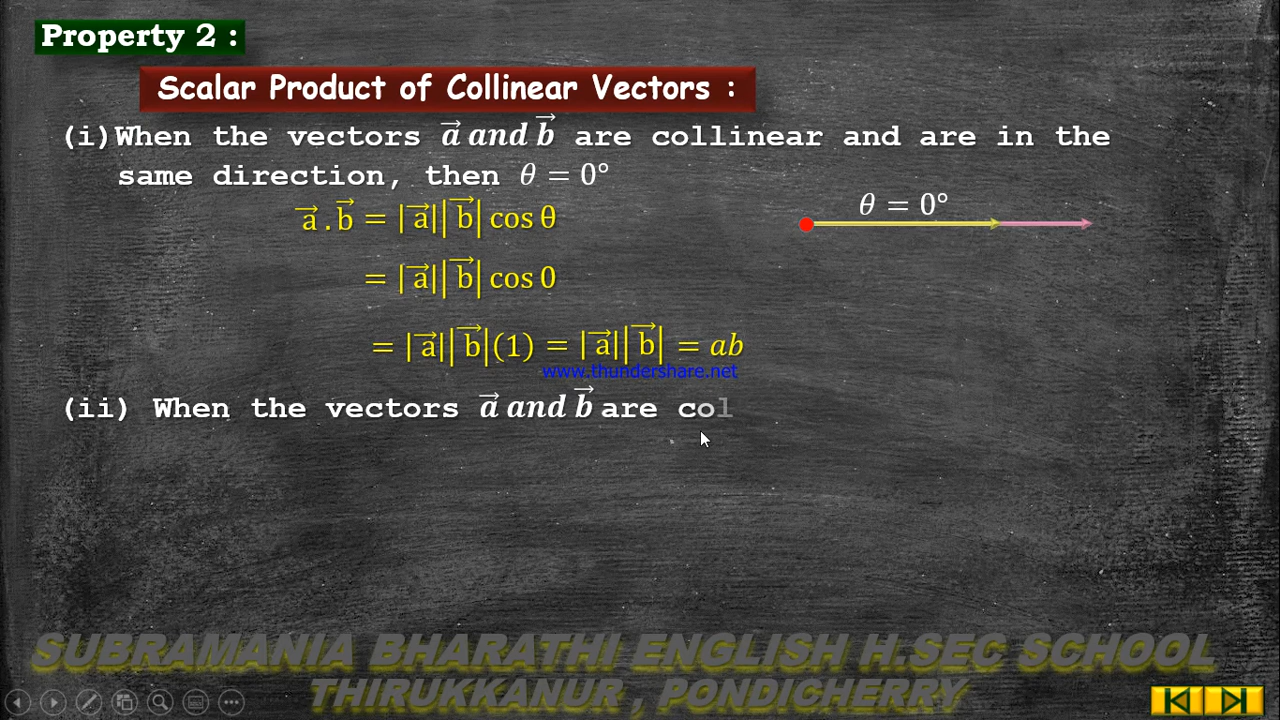 Property 2 :
Scalar Product of Collinear Vectors :
(i)When the vectors a⃗ and b⃗ are collinear and are in the
same direction, then θ = 0°
θ = 0°
a⃗ . b⃗ = |a⃗||b⃗| cos θ
= |a⃗||b⃗| cos 0
= |a⃗||b⃗|(1) = |a⃗||b⃗| = ab
www.thundershare.net
(ii) When the vectors a⃗ and b⃗ are col
SUBRAMANIA BHARATHI ENGLISH H.SEC SCHOOL
THIRUKKANUR , PONDICHERRY